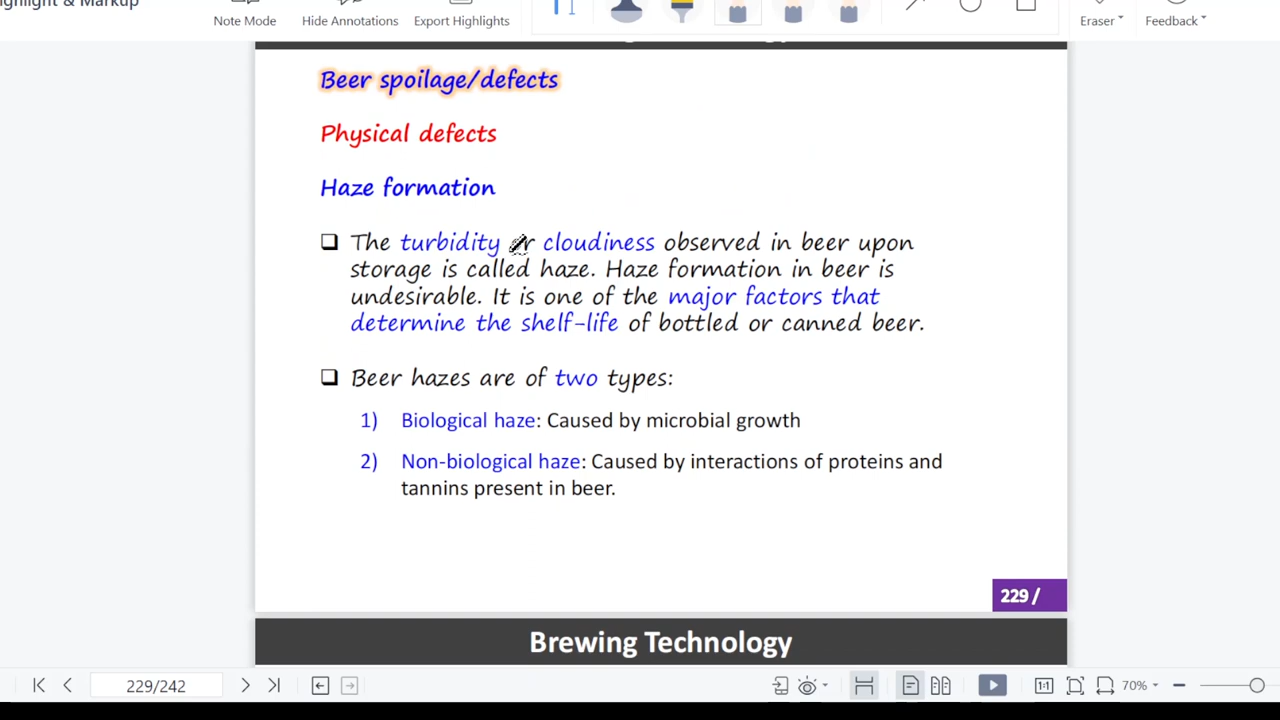 ighlight & Markup
Note Mode
Hide Annotations
Export Highlights
Eraser
Feedback
Beer spoilage/defects
Physical defects
Haze formation
❑ The turbidity or cloudiness observed in beer upon
storage is called haze. Haze formation in beer is
undesirable. It is one of the major factors that
determine the shelf-life of bottled or canned beer.
❑ Beer hazes are of two types:
1) Biological haze: Caused by microbial growth
2) Non-biological haze: Caused by interactions of proteins and
tannins present in beer.
229 /
Brewing Technology
229/242
1:1
70%